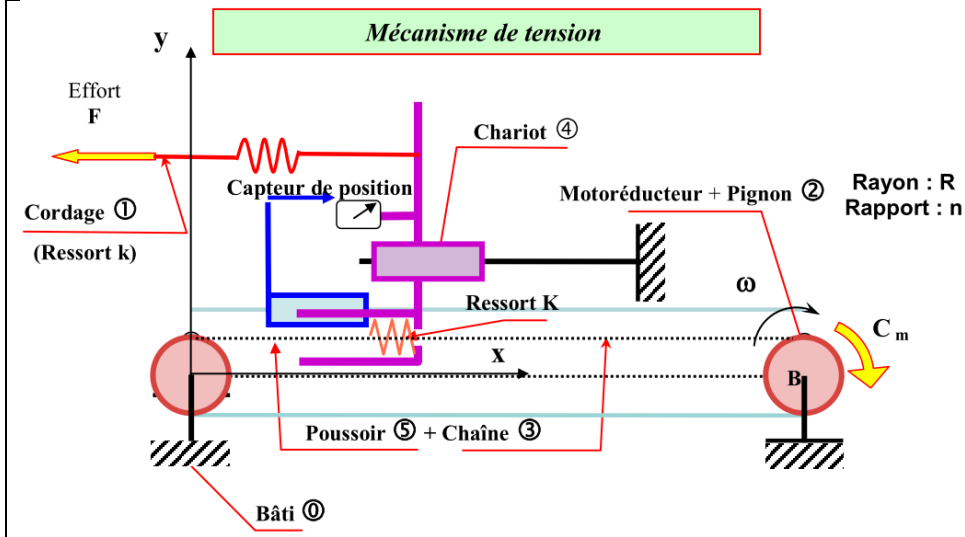 Mécanisme de tension
y
Effort
F
Chariot ④
Capteur de position
Motoréducteur + Pignon ②
Rayon : R
Rapport : n
Cordage ①
(Ressort k)
Ressort K
ω
C m
x
B
Poussoir ⑤ + Chaîne ③
Bâti ⓪